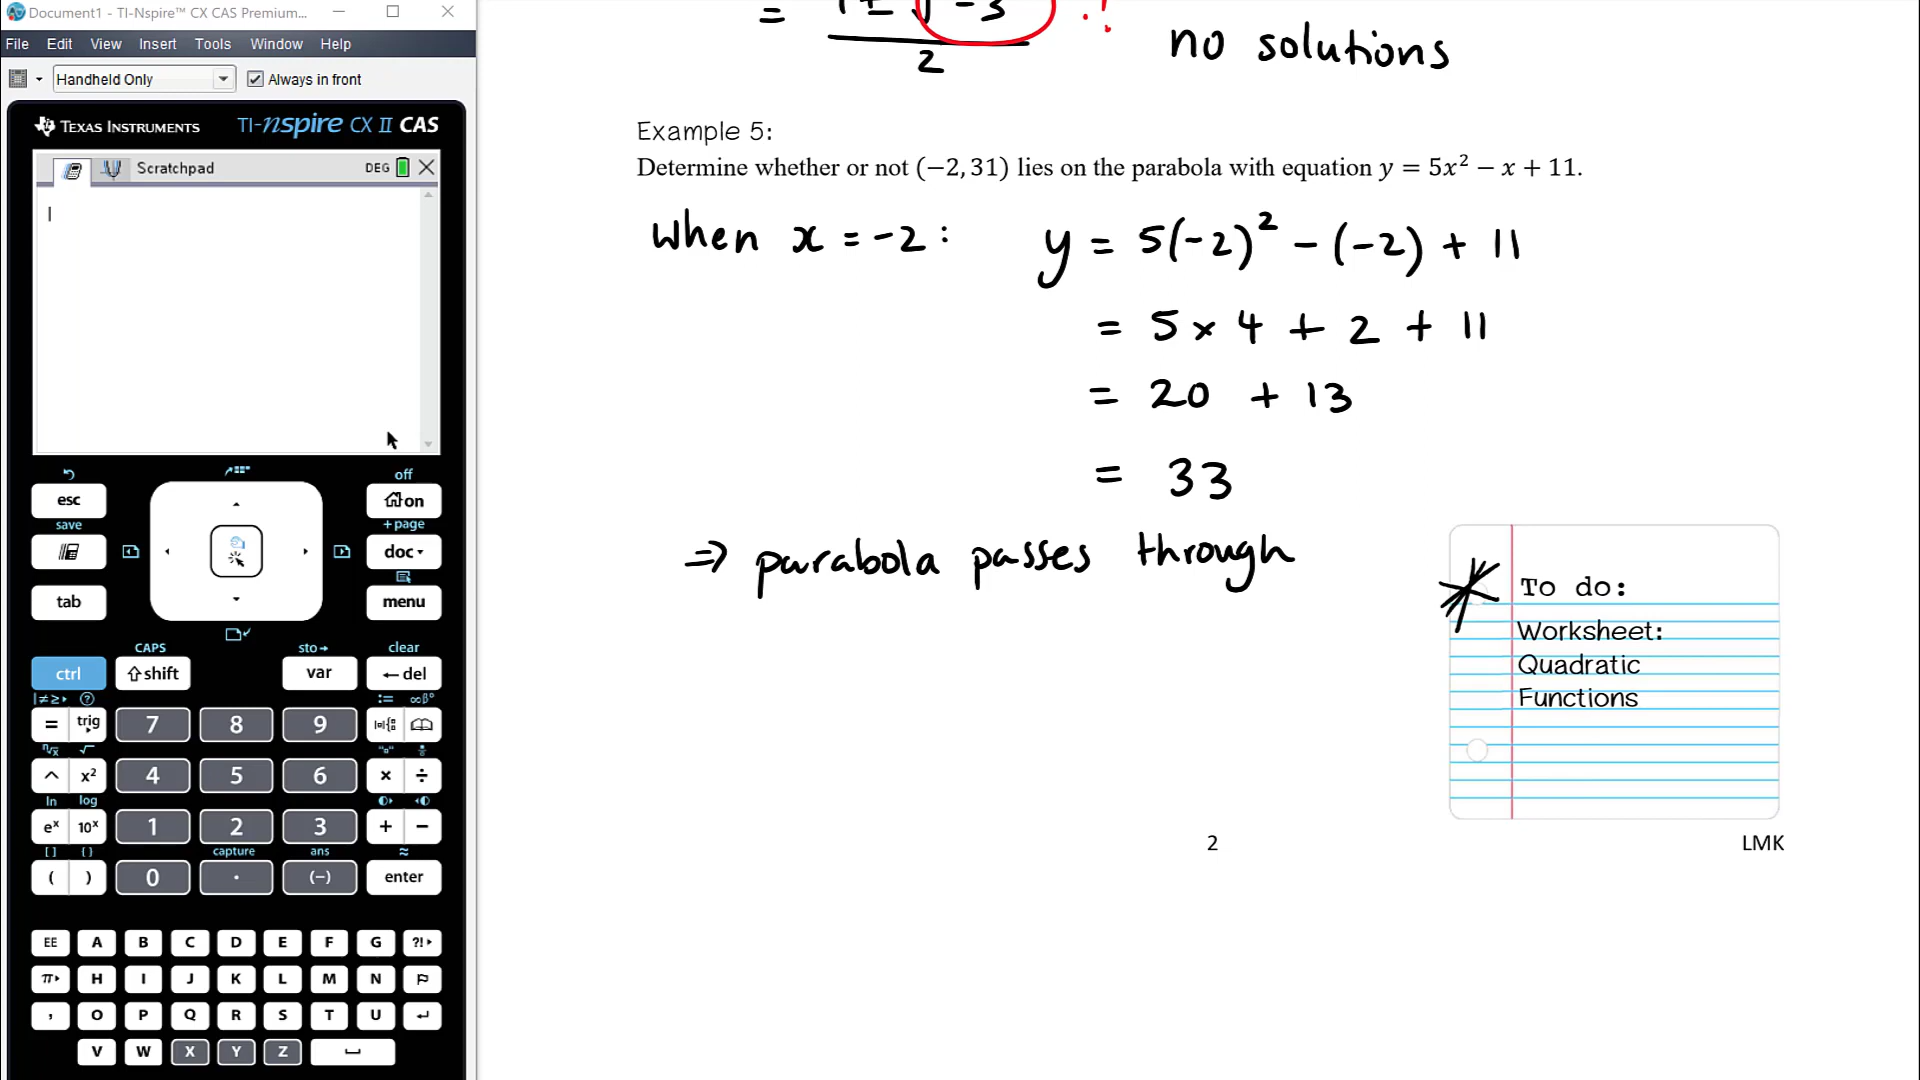 Document1 - TI-Nspire™ CX CAS Premium...
File Edit View Insert Tools Window Help
Handheld Only Always in front
TEXAS INSTRUMENTS TI-nspire CX II CAS
Scratchpad DEG
off
esc on
save +page
doc
tab menu
CAPS sto→ clear
ctrl shift var ←del
|≠≥▸ ? := ∞β°
= trig 7 8 9
ⁿ√x √
^ x² 4 5 6 × ÷
ln log
eˣ 10ˣ 1 2 3 + −
[ ] { } capture ans ≈
( ) 0 . (−) enter
EE A B C D E F G ?!▸
π▸ H I J K L M N
, O P Q R S T U ↵
V W X Y Z
= 1 ± √-3 !!
2
no solutions
Example 5:
Determine whether or not (−2, 31) lies on the parabola with equation y = 5x² − x + 11.
When x = -2 : y = 5(-2)² - (-2) + 11
= 5 × 4 + 2 + 11
= 20 + 13
= 33
⇒ parabola passes through
To do:
Worksheet:
Quadratic
Functions
2 LMK